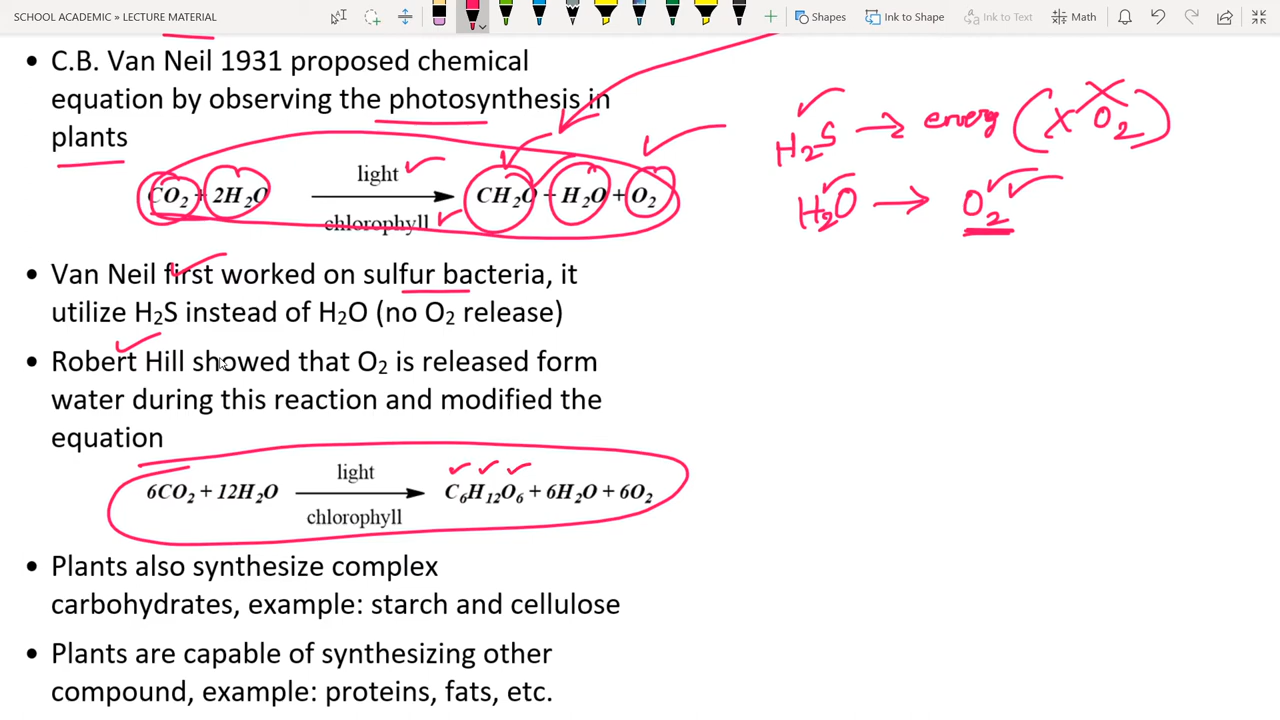 SCHOOL ACADEMIC » LECTURE MATERIAL
Shapes
Ink to Shape
Ink to Text
Math
• C.B. Van Neil 1931 proposed chemical
equation by observing the photosynthesis in
plants
light
CO₂ + 2H₂O → CH₂O + H₂O + O₂
chlorophyll
H₂S → energy (X O₂)
H₂O → O₂
• Van Neil first worked on sulfur bacteria, it
utilize H₂S instead of H₂O (no O₂ release)
• Robert Hill showed that O₂ is released form
water during this reaction and modified the
equation
light
6CO₂ + 12H₂O → C₆H₁₂O₆ + 6H₂O + 6O₂
chlorophyll
• Plants also synthesize complex
carbohydrates, example: starch and cellulose
• Plants are capable of synthesizing other
compound, example: proteins, fats, etc.